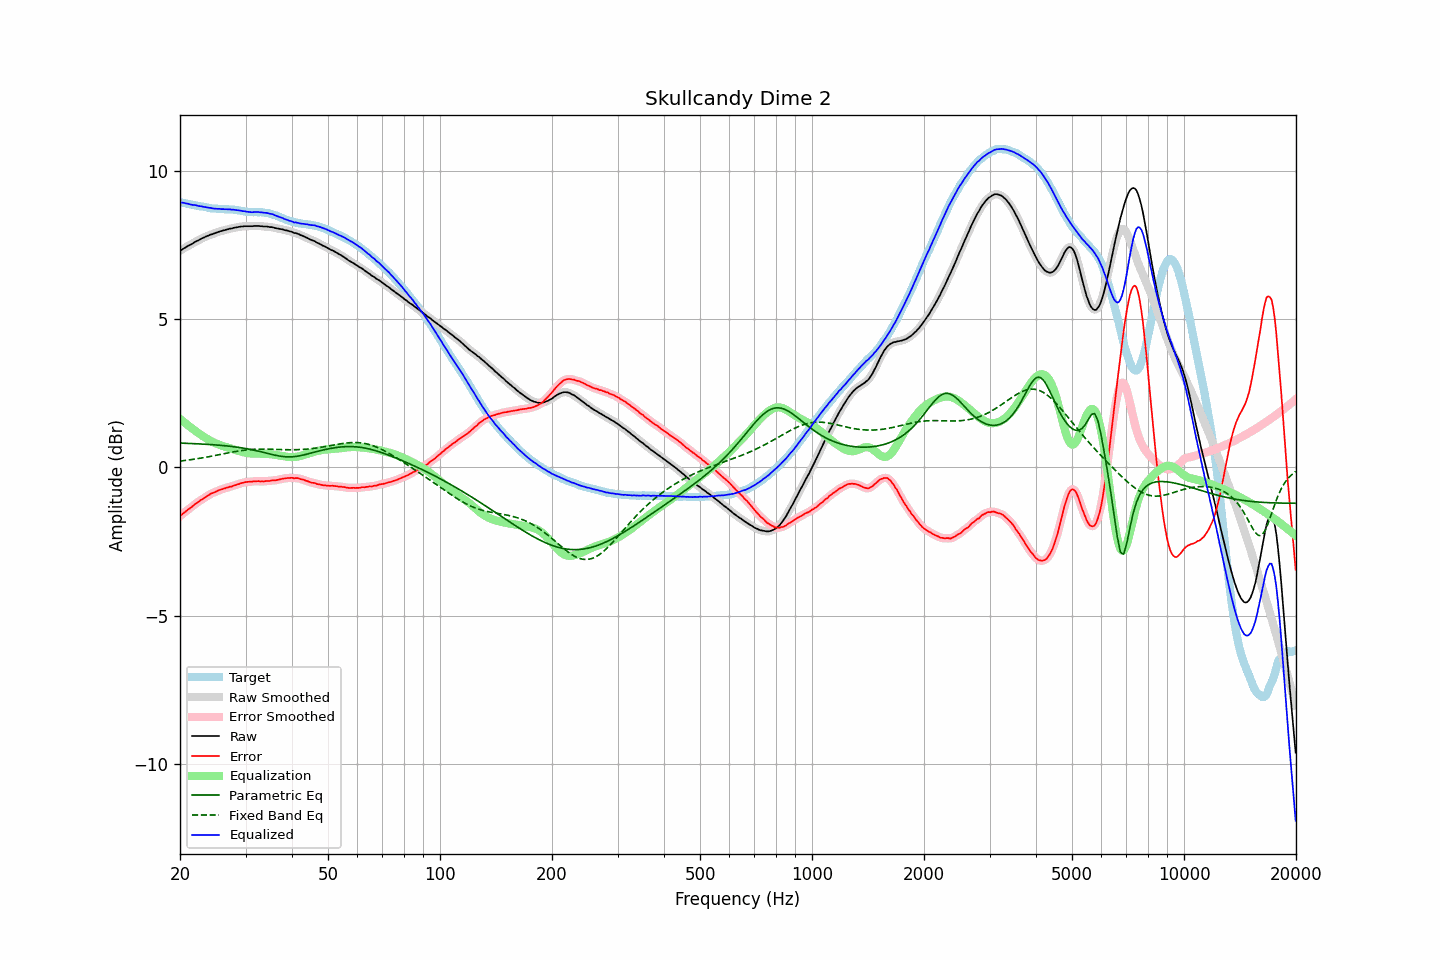 Skullcandy Dime 2
Amplitude (dBr)
10
5
0
−5
−10
Target
Raw Smoothed
Error Smoothed
Raw
Error
Equalization
Parametric Eq
Fixed Band Eq
Equalized
20 50 100 200 500 1000 2000 5000 10000 20000
Frequency (Hz)